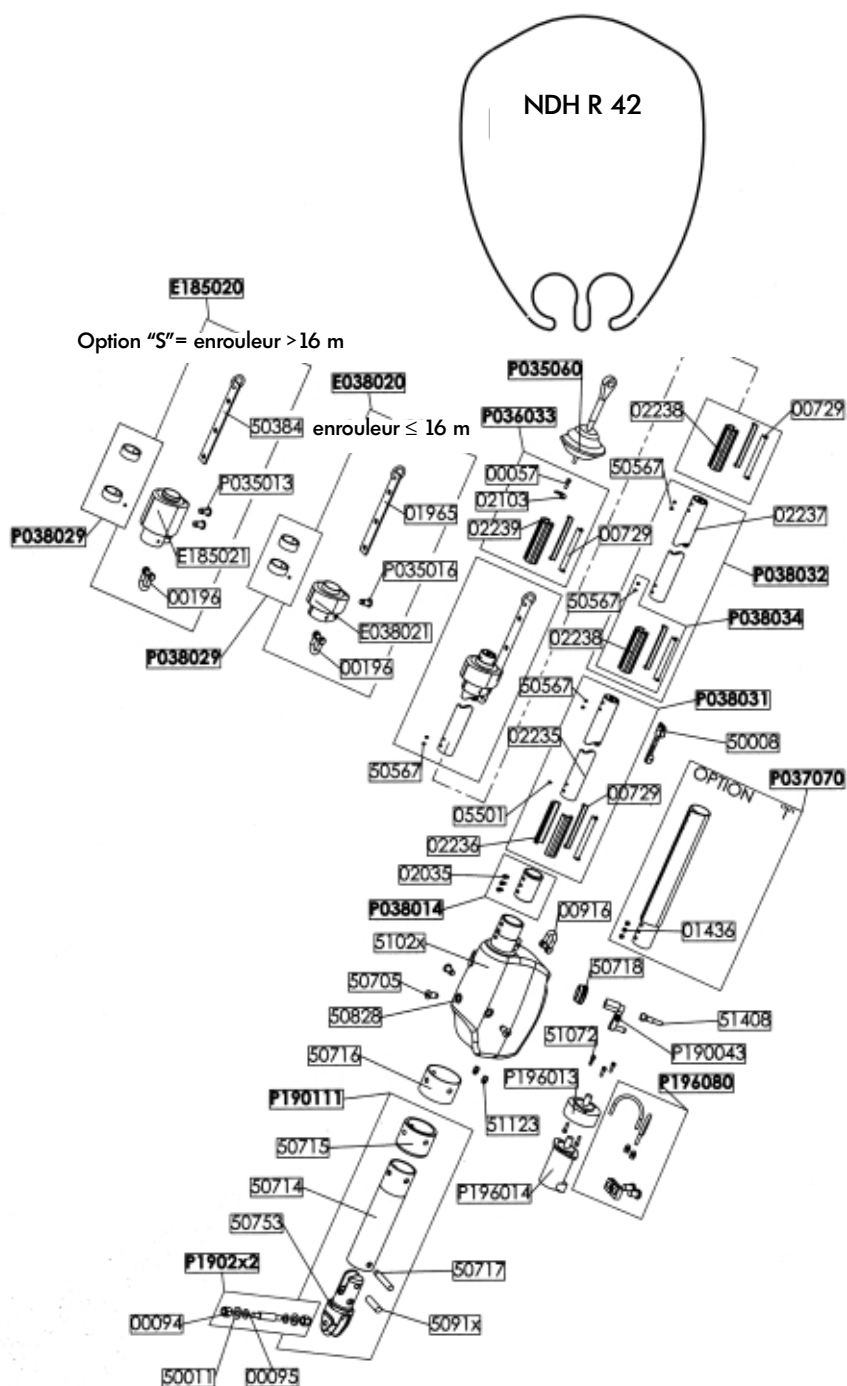 NDH R 42
E185020
Option “S”= enrouleur >16 m
P035060
E038020
02238
00729
P036033
50384
enrouleur ≤ 16 m
00057
50567
P035013
02103
01965
02237
02239
00729
P038029
E185021
P035016
P038032
50567
00196
E038021
P038034
02238
P038029
00196
50567
P038031
02235
50008
50567
P037070
OPTION
"T"
05501
00729
02236
02035
P038014
00916
01436
5102x
50718
50705
51408
50828
51072
P190043
50716
P196013
P196080
P190111
51123
50715
50714
P196014
50753
P1902x2
50717
00094
5091x
50011
00095